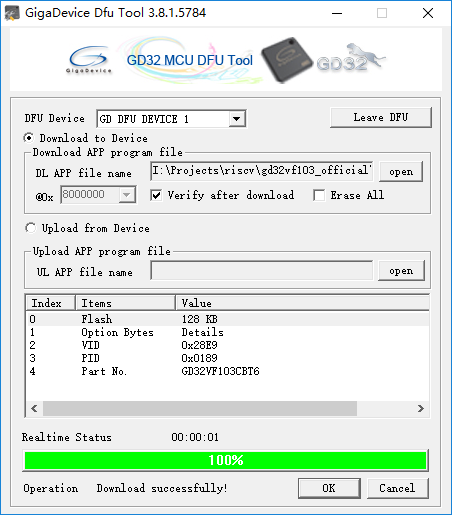 GigaDevice Dfu Tool 3.8.1.5784
GigaDevice
GD32 MCU DFU Tool
GD32
DFU Device GD DFU DEVICE 1 Leave DFU
Download to Device
Download APP program file
DL APP file name I:\Projects\riscv\gd32vf103_official open
@0x 8000000 Verify after download Erase All
Upload from Device
Upload APP program file
UL APP file name open
Index Items Value
0 Flash 128 KB
1 Option Bytes Details
2 VID 0x28E9
3 PID 0x0189
4 Part No. GD32VF103CBT6
Realtime Status 00:00:01
100%
Operation Download successfully! OK Cancel